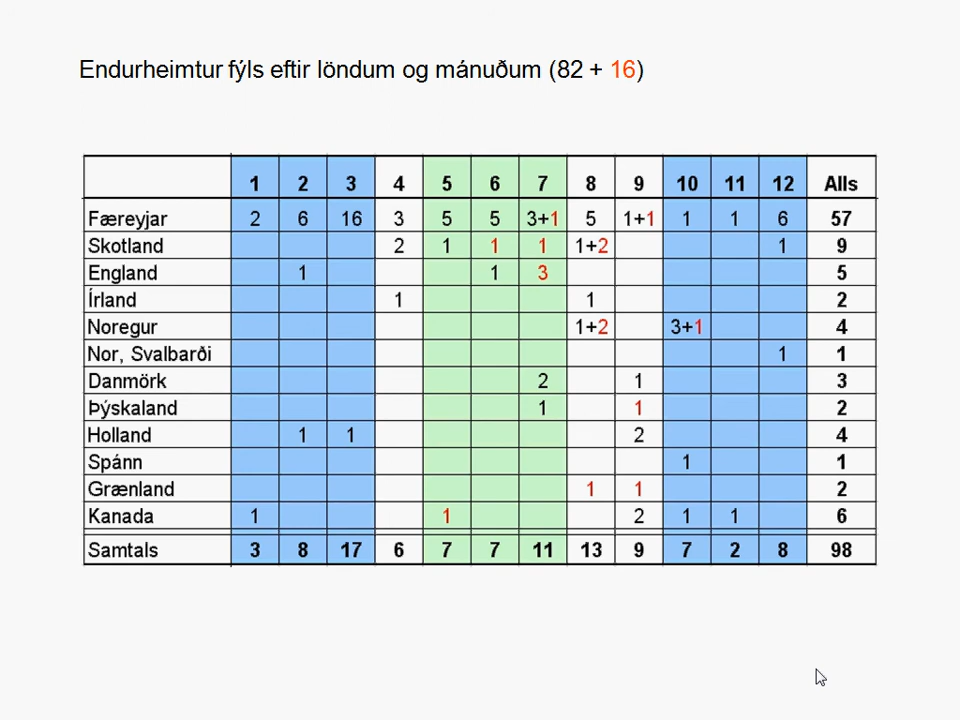 Endurheimtur fýls eftir löndum og mánuðum (82 + 16)
1 2 3 4 5 6 7 8 9 10 11 12 Alls
Færeyjar 2 6 16 3 5 5 3+1 5 1+1 1 1 6 57
Skotland 2 1 1 1 1+2 1 9
England 1 1 3 5
Írland 1 1 2
Noregur 1+2 3+1 4
Nor, Svalbarði 1 1
Danmörk 2 1 3
Þýskaland 1 1 2
Holland 1 1 2 4
Spánn 1 1
Grænland 1 1 2
Kanada 1 1 2 1 1 6
Samtals 3 8 17 6 7 7 11 13 9 7 2 8 98